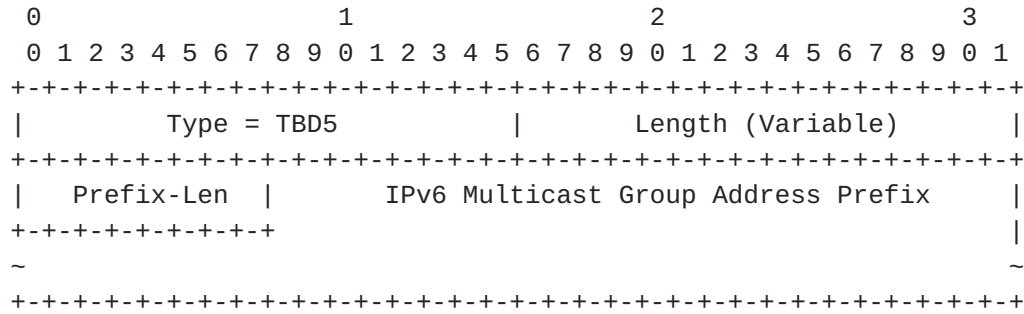 0                   1                   2                   3
 0 1 2 3 4 5 6 7 8 9 0 1 2 3 4 5 6 7 8 9 0 1 2 3 4 5 6 7 8 9 0 1
+-+-+-+-+-+-+-+-+-+-+-+-+-+-+-+-+-+-+-+-+-+-+-+-+-+-+-+-+-+-+-+-+
|         Type = TBD5           |       Length (Variable)       |
+-+-+-+-+-+-+-+-+-+-+-+-+-+-+-+-+-+-+-+-+-+-+-+-+-+-+-+-+-+-+-+-+
|   Prefix-Len  |       IPv6 Multicast Group Address Prefix     |
+-+-+-+-+-+-+-+-+                                               |
~                                                               ~
+-+-+-+-+-+-+-+-+-+-+-+-+-+-+-+-+-+-+-+-+-+-+-+-+-+-+-+-+-+-+-+-+